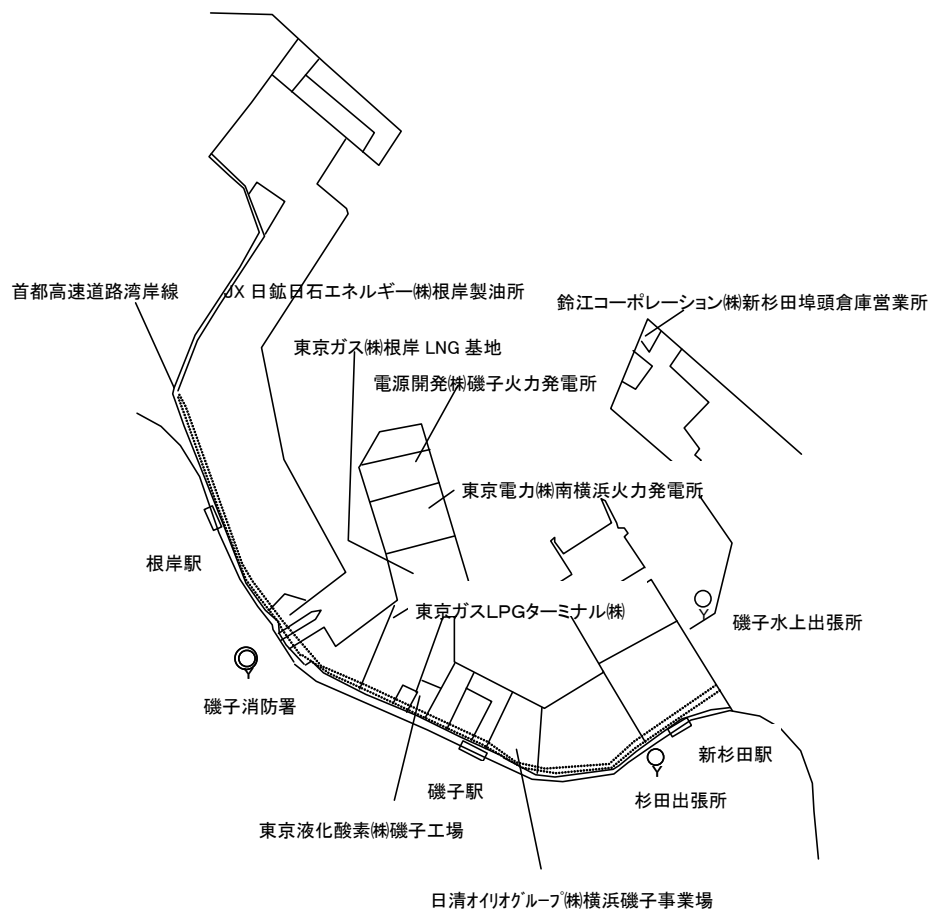 首都高速道路湾岸線
JX 日鉱日石エネルギー㈱根岸製油所
鈴江コーポレーション㈱新杉田埠頭倉庫営業所
東京ガス㈱根岸 LNG 基地
電源開発㈱磯子火力発電所
東京電力㈱南横浜火力発電所
根岸駅
東京ガスLPGターミナル㈱
磯子水上出張所
磯子消防署
新杉田駅
磯子駅
杉田出張所
東京液化酸素㈱磯子工場
日清オイリオグループ㈱横浜磯子事業場